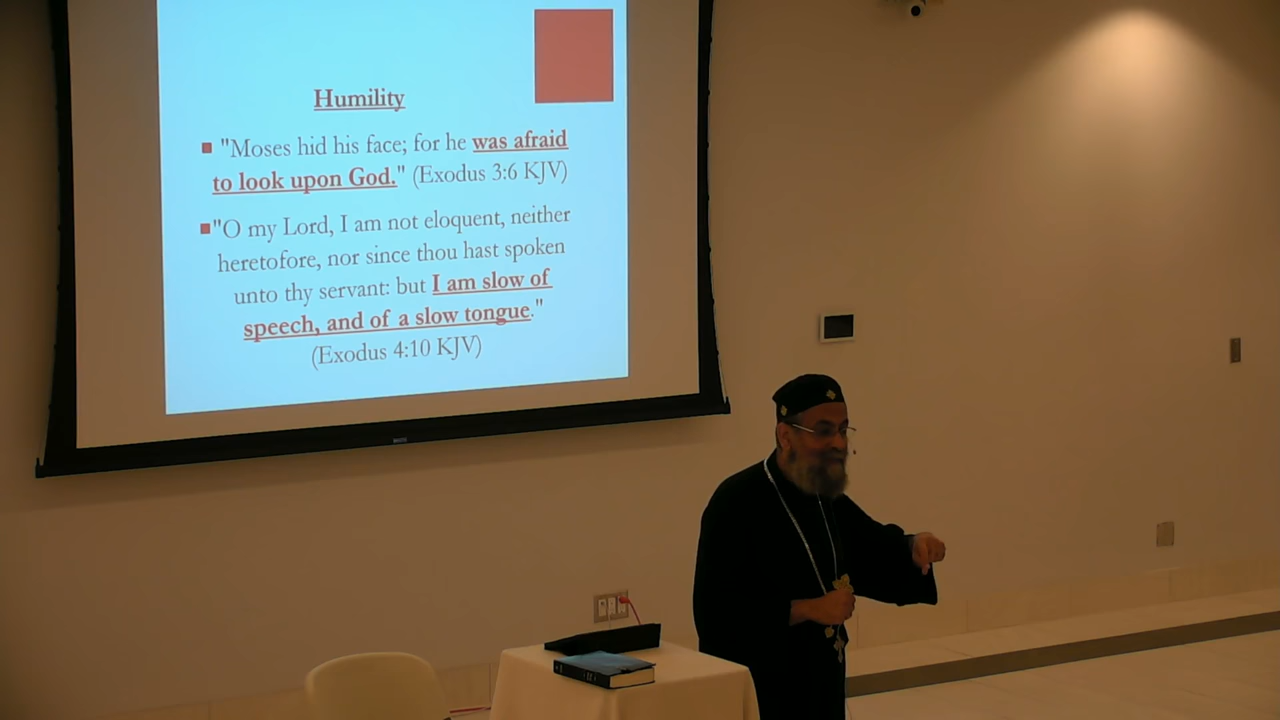 Humility
"Moses hid his face; for he was afraid
to look upon God." (Exodus 3:6 KJV)
"O my Lord, I am not eloquent, neither
heretofore, nor since thou hast spoken
unto thy servant: but I am slow of
speech, and of a slow tongue."
(Exodus 4:10 KJV)